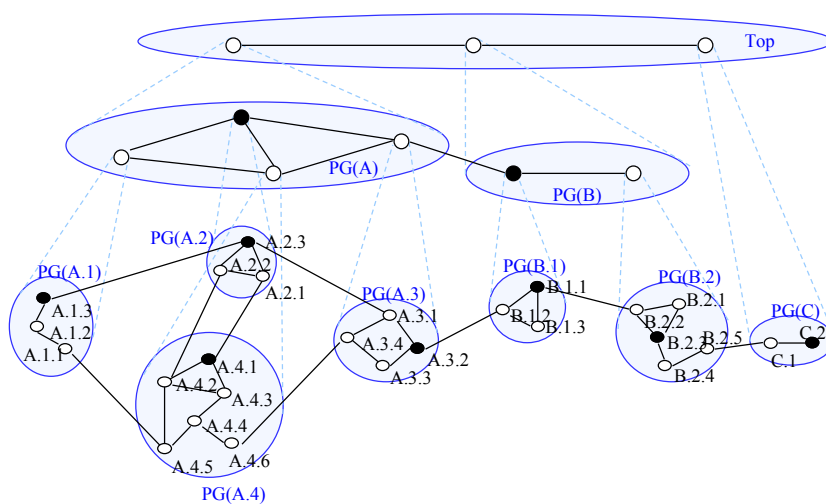 Top
PG(A)
PG(B)
PG(A.2)
A.2.3
PG(A.1)
A.2.2
PG(B.1)
PG(B.2)
A.2.1
PG(A.3)
B.1.1
B.2.1
A.1.3
A.3.1
B.1.2
B.2.2
PG(C)
A.1.2
B.1.3
B.2.3
B.2.5
C.2
A.1.1
A.3.4
A.3.2
C.1
A.4.1
A.3.3
B.2.4
A.4.2
A.4.3
A.4.4
A.4.5
A.4.6
PG(A.4)